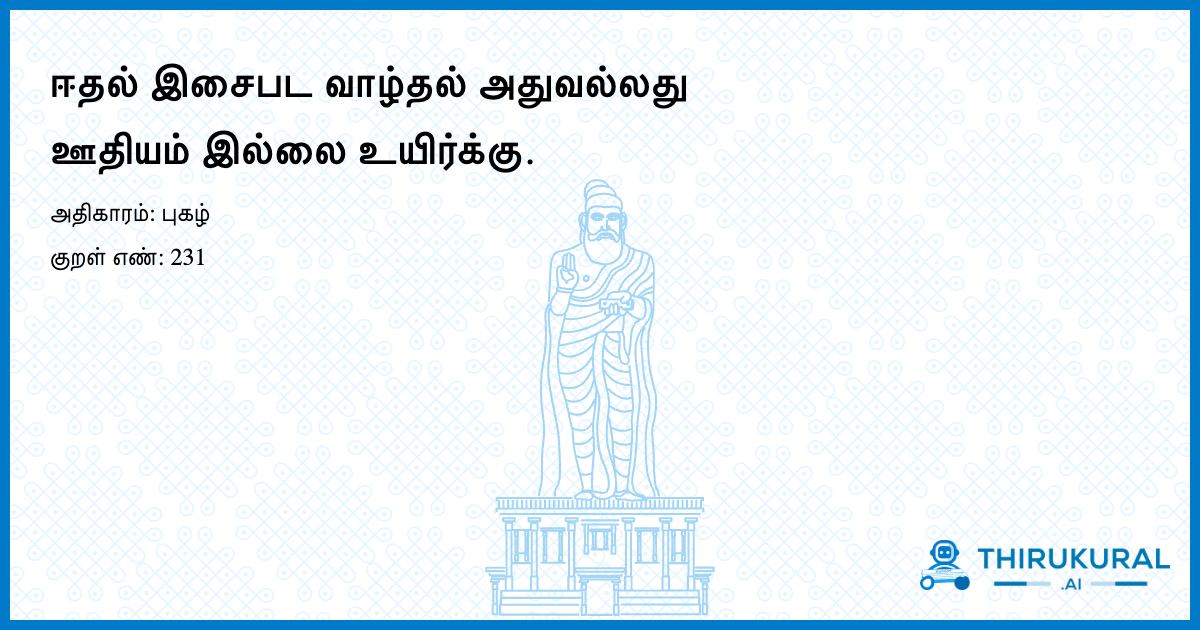 ஈதல் இசைபட வாழ்தல் அதுவல்லது
ஊதியம் இல்லை உயிர்க்கு.
அதிகாரம்: புகழ்
குறள் எண்: 231
THIRUKURAL
.AI